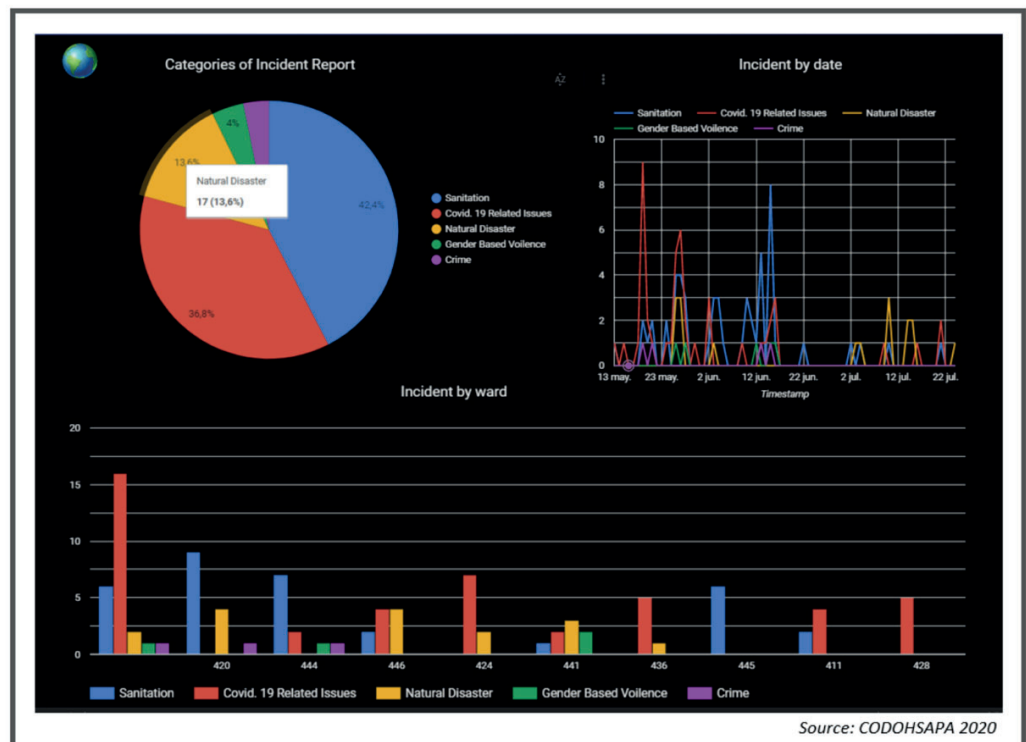 Categories of Incident Report
4%
13,6%
Natural Disaster
17 (13,6%)
42,4%
36,8%
Sanitation
Covid. 19 Related Issues
Natural Disaster
Gender Based Voilence
Crime
AZ
Incident by date
Sanitation Covid. 19 Related Issues Natural Disaster
Gender Based Voilence Crime
10
8
6
4
2
0
13 may. 23 may. 2 jun. 12 jun. 22 jun. 2 jul. 12 jul. 22 jul.
Timestamp
Incident by ward
20
15
10
5
0
420 444 446 424 441 436 445 411 428
Sanitation Covid. 19 Related Issues Natural Disaster Gender Based Voilence Crime
Source: CODOHSAPA 2020